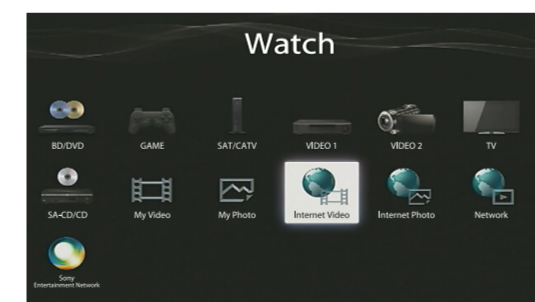 Watch
BD/DVD GAME SAT/CATV VIDEO 1 VIDEO 2 TV
SA-CD/CD My Video My Photo Internet Video Internet Photo Network
Sony
Entertainment Network